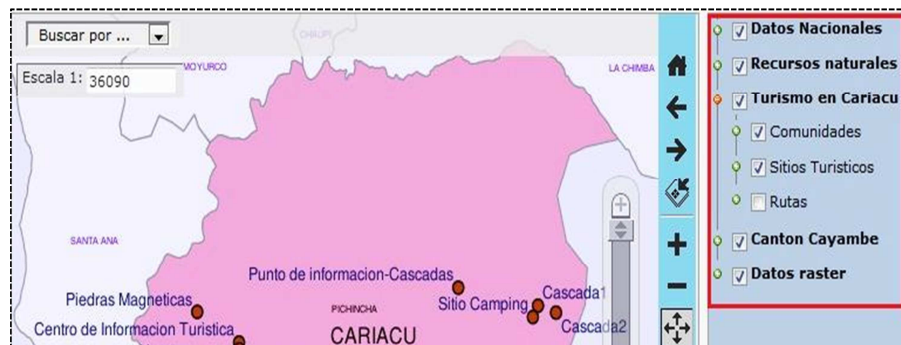 Buscar por ...
CHAUPI
MOYURCO
LA CHIMBA
Escala 1: 36090
SANTA ANA
Punto de informacion-Cascadas
Piedras Magneticas
Sitio Camping
Cascada1
PICHINCHA
Cascada2
Centro de Informacion Turistica
CARIACU
Datos Nacionales
Recursos naturales
Turismo en Cariacu
Comunidades
Sitios Turisticos
Rutas
Canton Cayambe
Datos raster